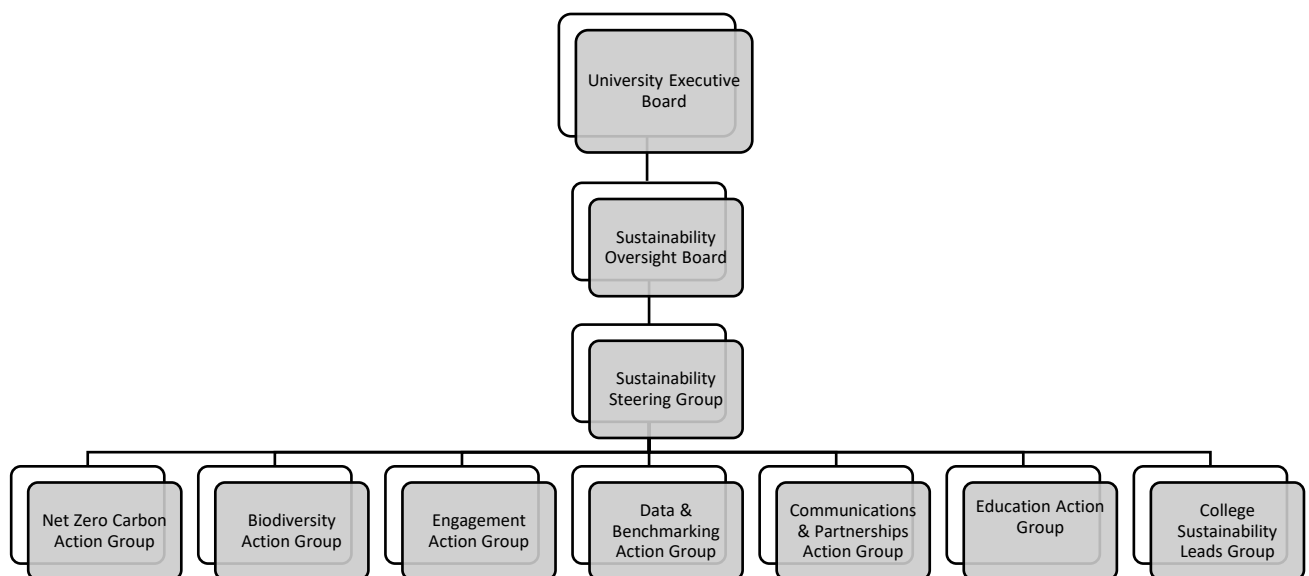 University Executive
Board
Sustainability
Oversight Board
Sustainability
Steering Group
Net Zero Carbon
Action Group
Biodiversity
Action Group
Engagement
Action Group
Data &
Benchmarking
Action Group
Communications
& Partnerships
Action Group
Education Action
Group
College
Sustainability
Leads Group